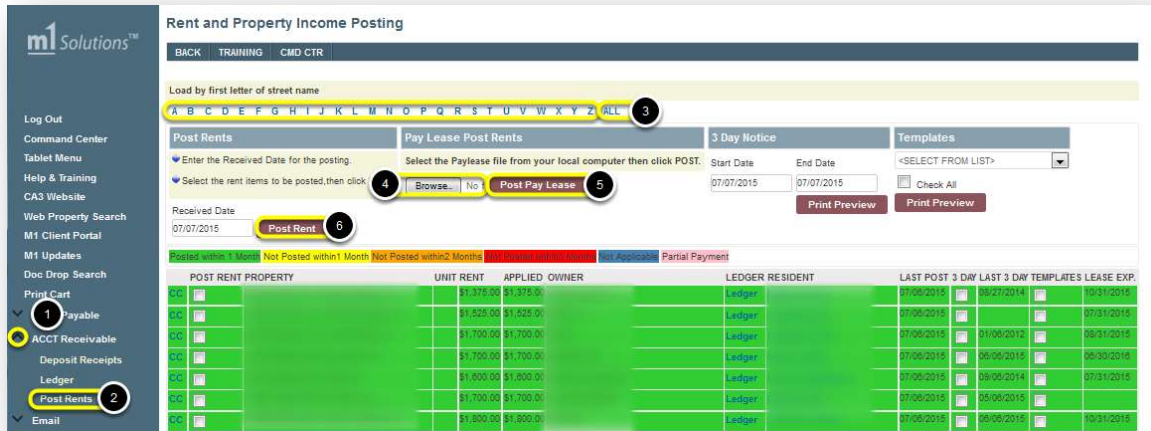 m1 Solutions™
Log Out
Command Center
Tablet Menu
Help & Training
CA3 Website
Web Property Search
M1 Client Portal
M1 Updates
Doc Drop Search
Print Cart
1 Payable
ACCT Receivable
Deposit Receipts
Ledger
Post Rents 2
Email
Rent and Property Income Posting
BACK TRAINING CMD CTR
Load by first letter of street name
A B C D E F G H I J K L M N O P Q R S T U V W X Y Z ALL 3
Post Rents
Enter the Received Date for the posting.
Select the rent items to be posted,then click
Received Date
07/07/2015 Post Rent 6
Pay Lease Post Rents
Select the Paylease file from your local computer then click POST.
4 Browse.. No Post Pay Lease 5
3 Day Notice
Start Date End Date
07/07/2015 07/07/2015
Print Preview
Templates
<SELECT FROM LIST>
Check All
Print Preview
Posted within 1 Month Not Posted within1 Month Not Posted within2 Months Not Posted within3 Months Not Applicable Partial Payment
POST RENT PROPERTY UNIT RENT APPLIED OWNER LEDGER RESIDENT LAST POST 3 DAY LAST 3 DAY TEMPLATES LEASE EXP.
CC $1,375.00 $1,375.00 Ledger 07/06/2015 08/27/2014 10/31/2015
CC $1,525.00 $1,525.00 Ledger 07/06/2015 07/31/2015
CC $1,700.00 $1,700.00 Ledger 07/06/2015 01/06/2012 08/31/2015
CC $1,700.00 $1,700.00 Ledger 07/06/2015 06/06/2015 06/30/2016
CC $1,600.00 $1,600.00 Ledger 07/06/2015 09/06/2014 07/31/2015
CC $1,700.00 $1,700.00 Ledger 07/06/2015 05/06/2015
CC $1,800.00 $1,800.00 Ledger 07/06/2015 06/06/2015 10/31/2015